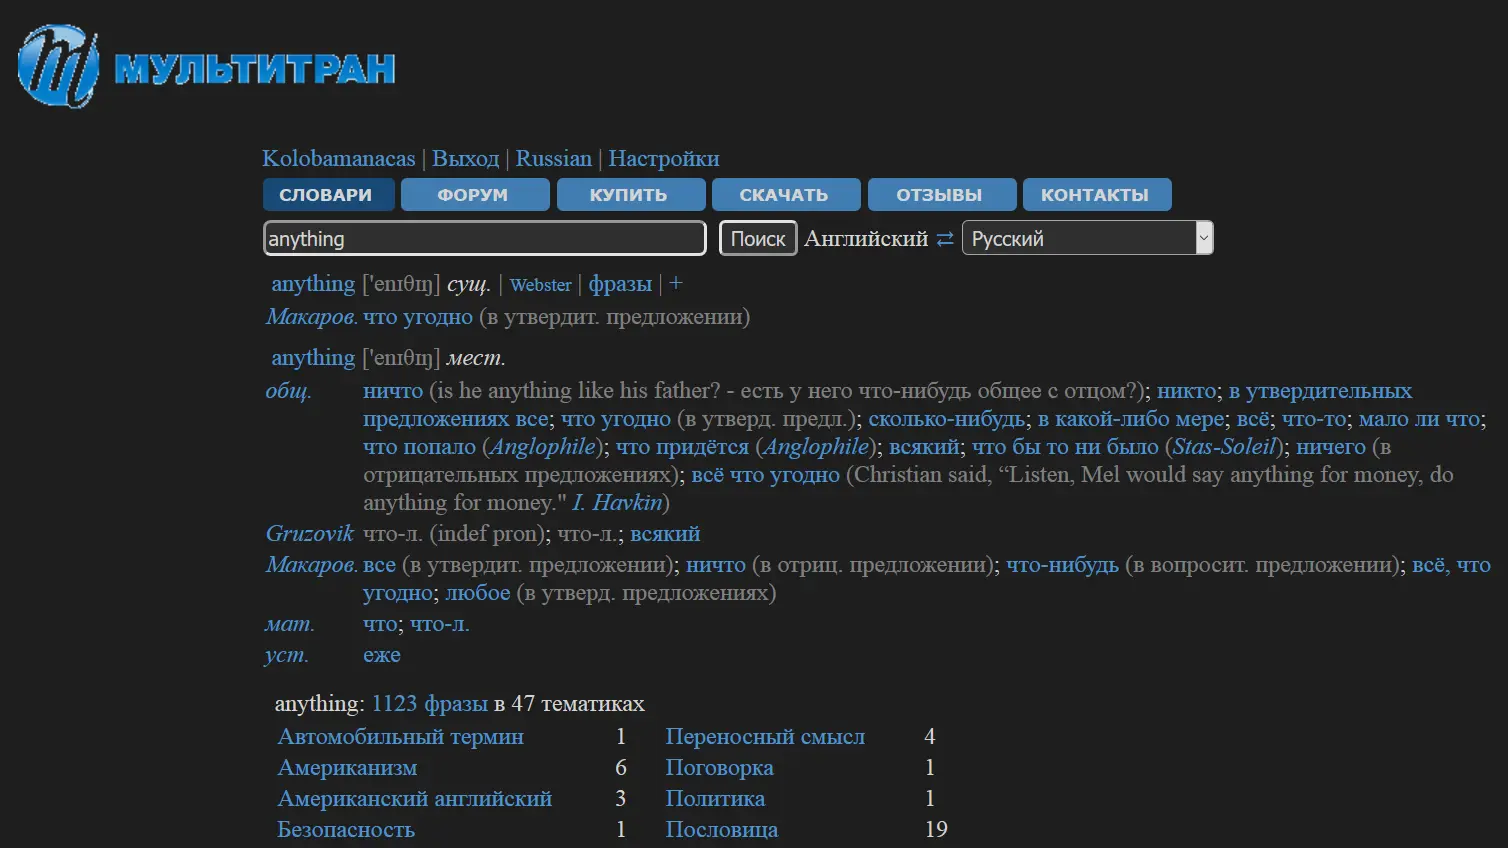 МУЛЬТИТРАН
Kolobamanacas | Выход | Russian | Настройки
СЛОВАРИ ФОРУМ КУПИТЬ СКАЧАТЬ ОТЗЫВЫ КОНТАКТЫ
anything Поиск Английский ⇄ Русский
anything ['enıθıŋ] сущ. | Webster | фразы | +
Макаров. что угодно (в утвердит. предложении)
anything ['enıθıŋ] мест.
общ. ничто (is he anything like his father? - есть у него что-нибудь общее с отцом?); никто; в утвердительных
предложениях все; что угодно (в утверд. предл.); сколько-нибудь; в какой-либо мере; всё; что-то; мало ли что;
что попало (Anglophile); что придётся (Anglophile); всякий; что бы то ни было (Stas-Soleil); ничего (в
отрицательных предложениях); всё что угодно (Christian said, “Listen, Mel would say anything for money, do
anything for money." I. Havkin)
Gruzovik что-л. (indef pron); что-л.; всякий
Макаров. все (в утвердит. предложении); ничто (в отриц. предложении); что-нибудь (в вопросит. предложении); всё, что
угодно; любое (в утверд. предложениях)
мат. что; что-л.
уст. еже
anything: 1123 фразы в 47 тематиках
Автомобильный термин 1 Переносный смысл 4
Американизм 6 Поговорка 1
Американский английский 3 Политика 1
Безопасность 1 Пословица 19